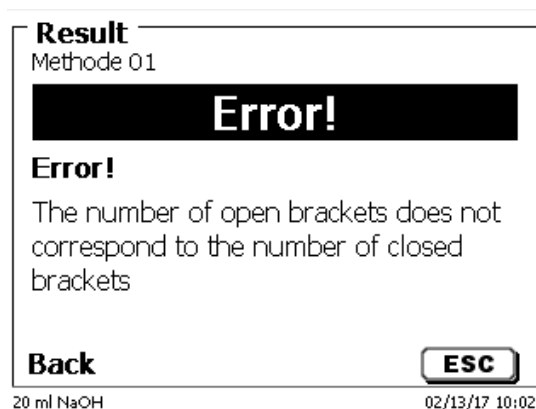 Result
Methode 01
Error!
Error!
The number of open brackets does not
correspond to the number of closed
brackets
Back ESC
20 ml NaOH 02/13/17 10:02